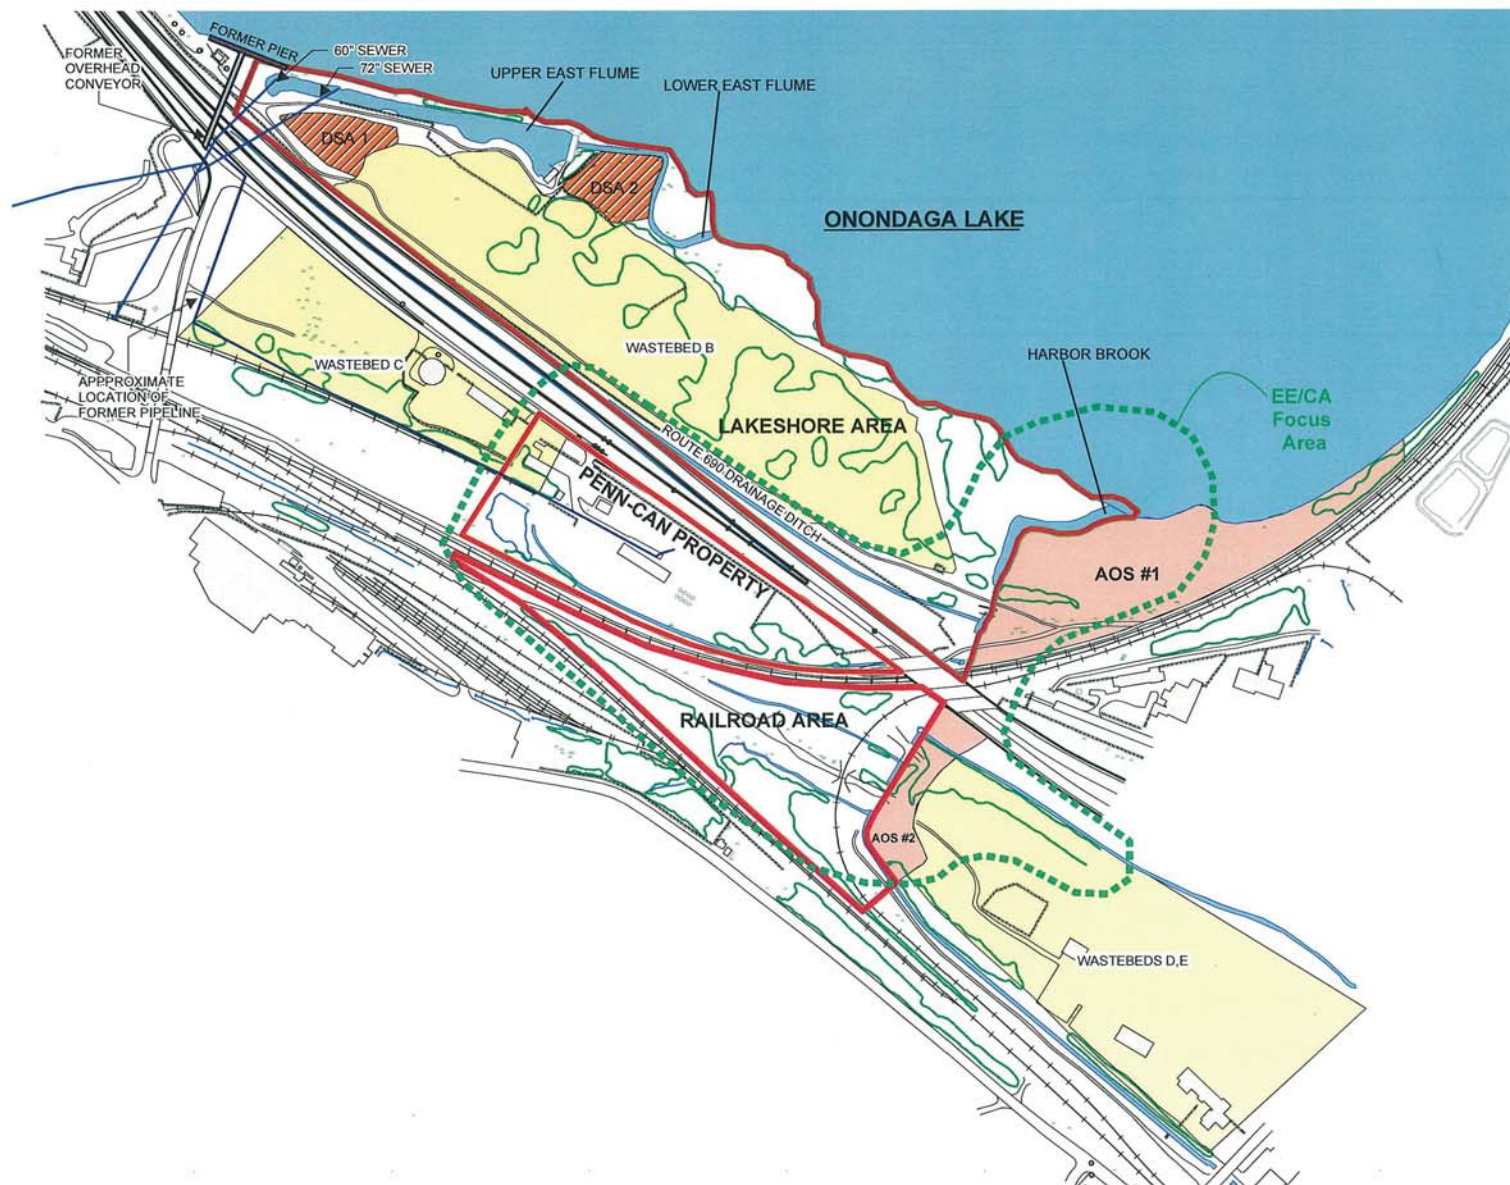 FORMER PIER
FORMER
OVERHEAD
CONVEYOR
60" SEWER
72" SEWER
UPPER EAST FLUME
LOWER EAST FLUME
DSA 1
DSA 2
ONONDAGA LAKE
WASTEBED B
WASTEBED C
HARBOR BROOK
EE/CA
Focus
Area
APPPROXIMATE
LOCATION OF
FORMER PIPELINE
LAKESHORE AREA
ROUTE 690 DRAINAGE DITCH
PENN-CAN PROPERTY
AOS #1
RAILROAD AREA
AOS #2
WASTEBEDS D,E